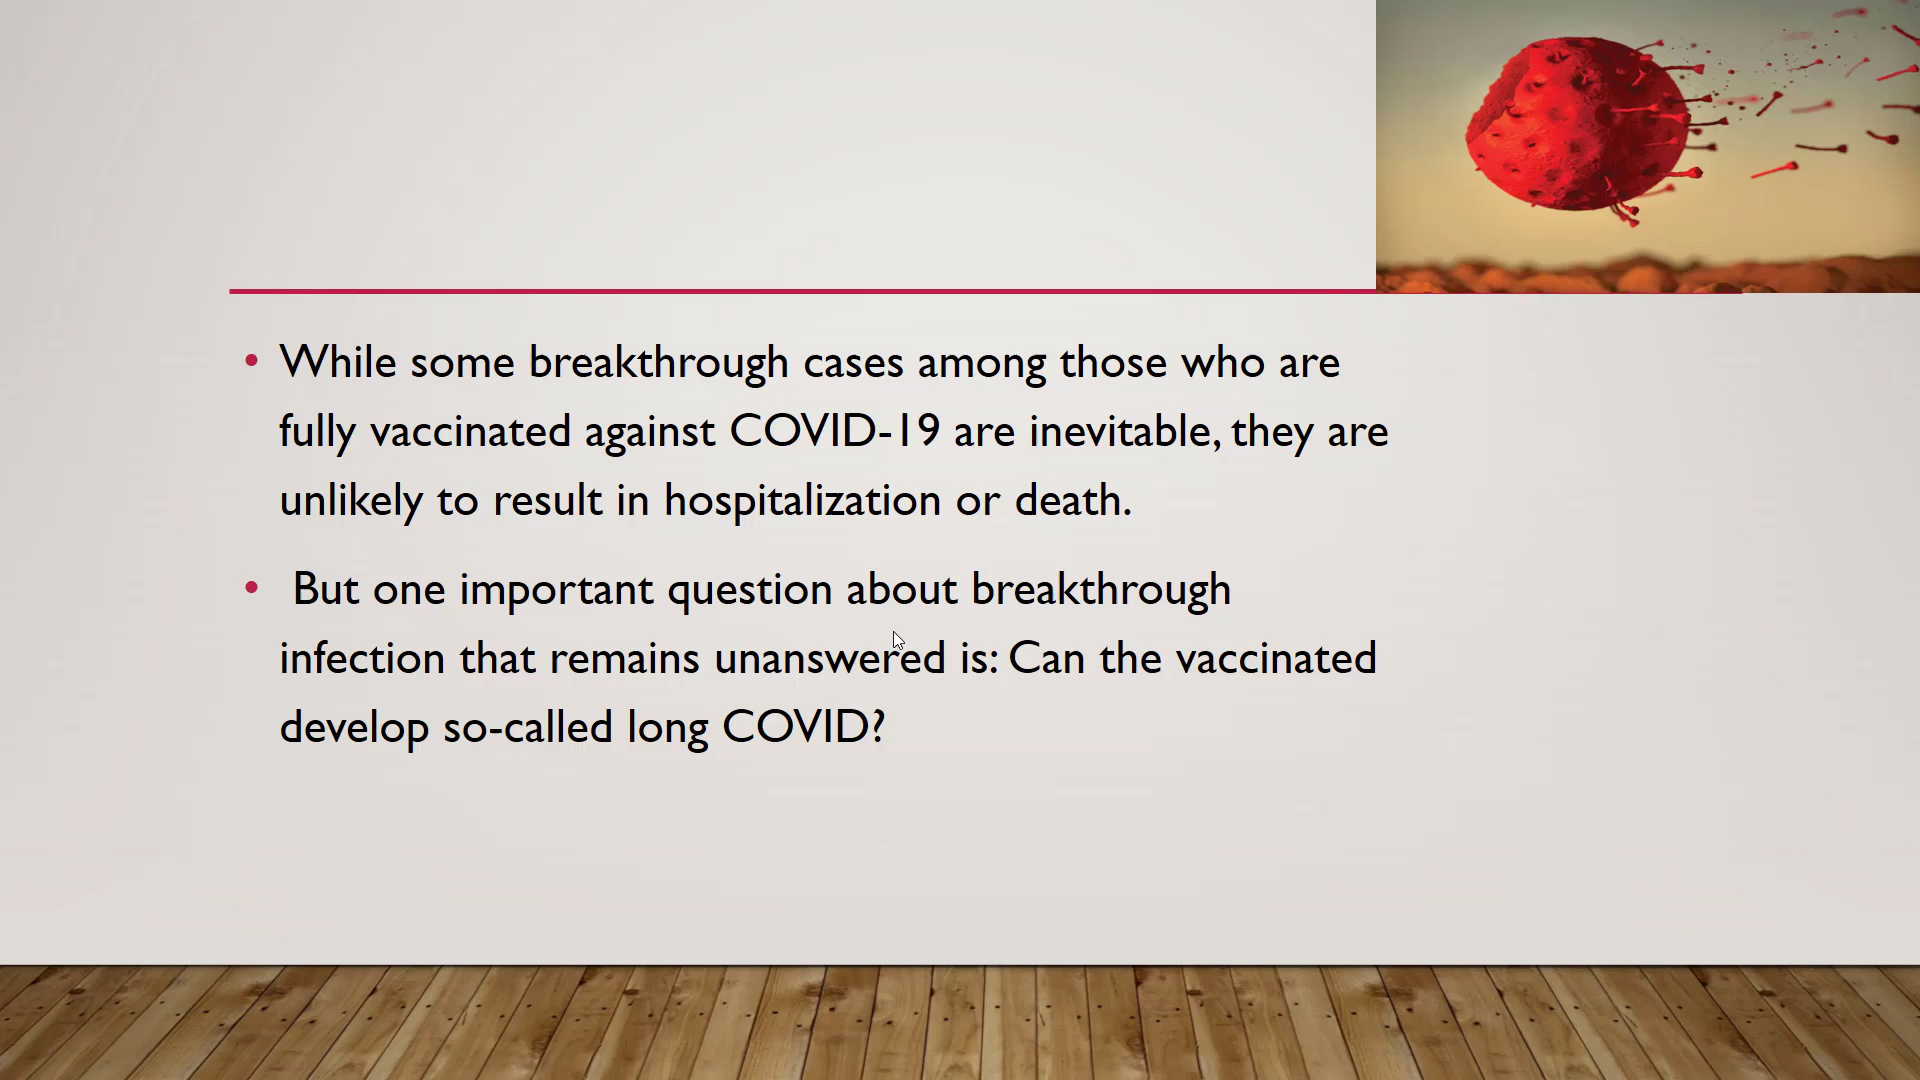 • While some breakthrough cases among those who are
fully vaccinated against COVID-19 are inevitable, they are
unlikely to result in hospitalization or death.
• But one important question about breakthrough
infection that remains unanswered is: Can the vaccinated
develop so-called long COVID?